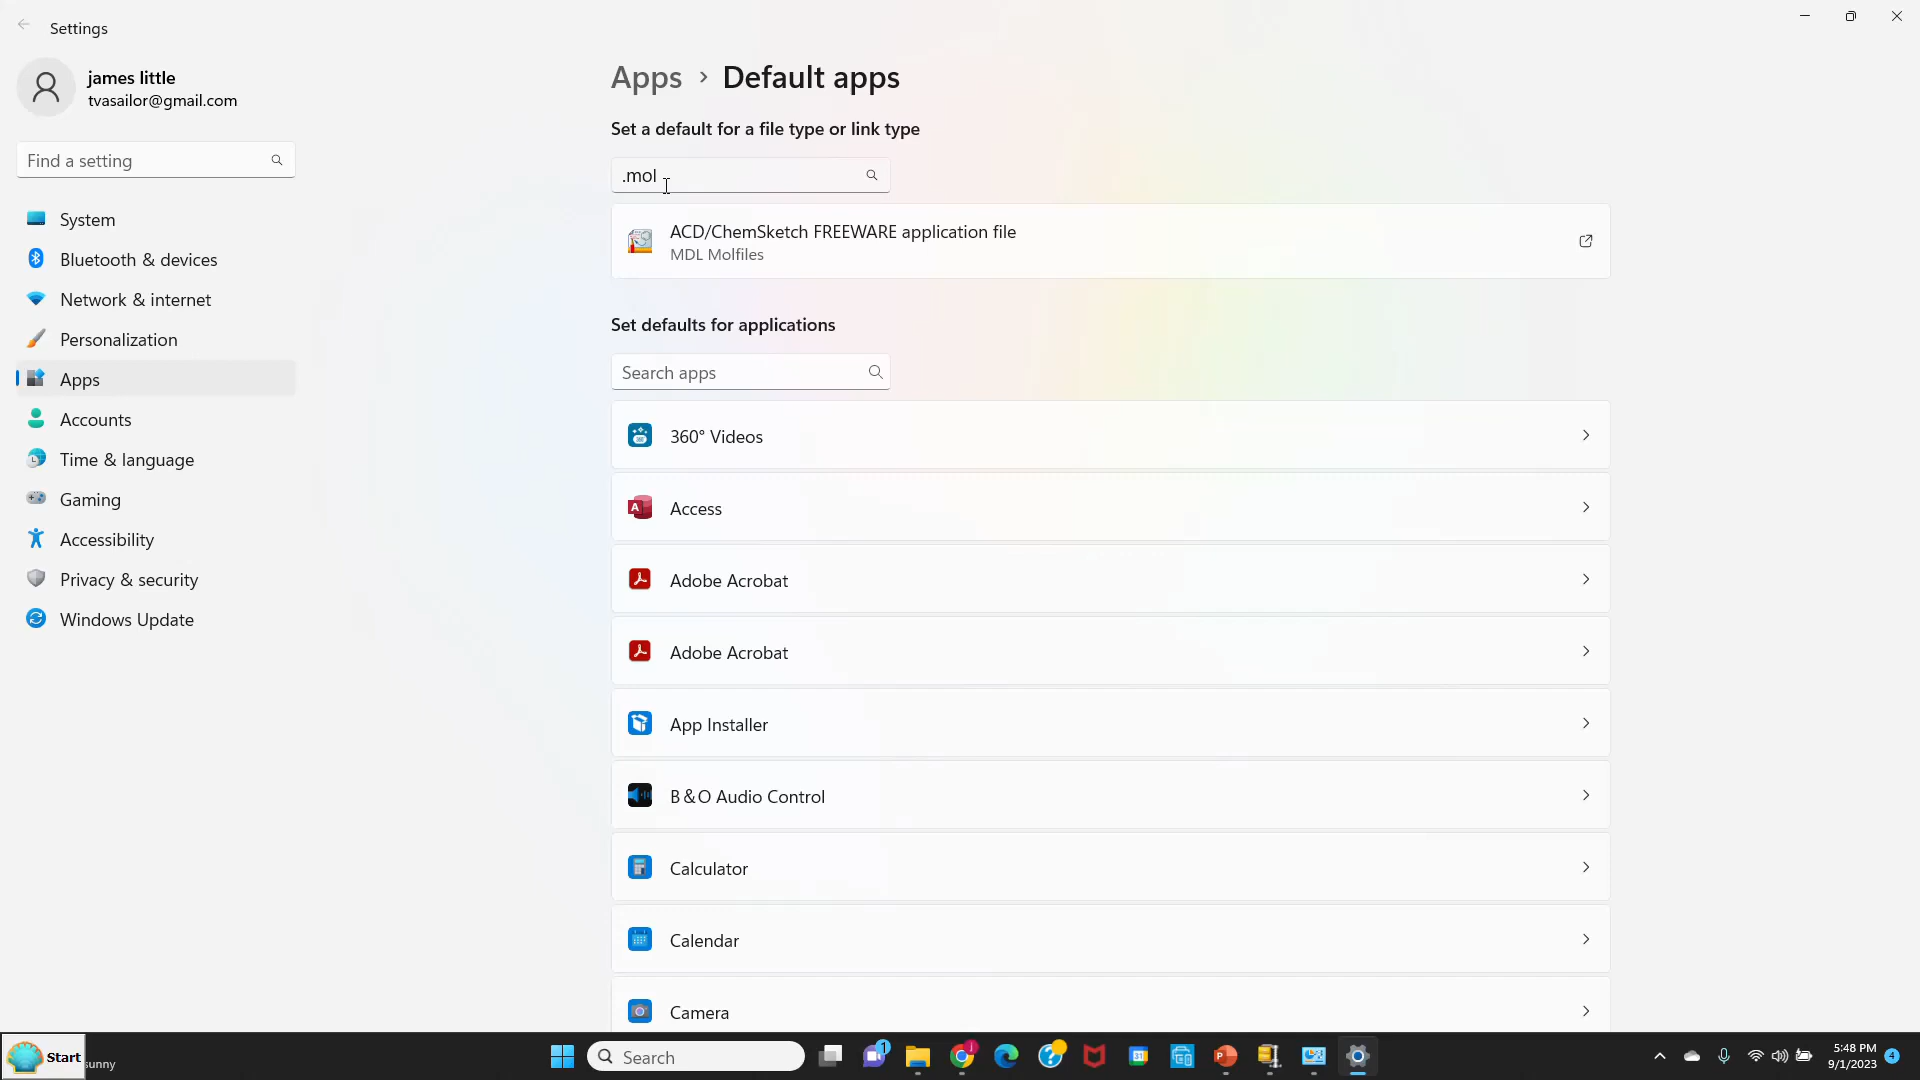 Settings
james little
tvasailor@gmail.com
Find a setting
System
Bluetooth & devices
Network & internet
Personalization
Apps
Accounts
Time & language
Gaming
Accessibility
Privacy & security
Windows Update
Apps › Default apps
Set a default for a file type or link type
.mol
ACD/ChemSketch FREEWARE application file
MDL Molfiles
Set defaults for applications
Search apps
360° Videos
Access
Adobe Acrobat
Adobe Acrobat
App Installer
B&O Audio Control
Calculator
Calendar
Camera
Start
sunny
Search
1
31
5:48 PM
9/1/2023
4